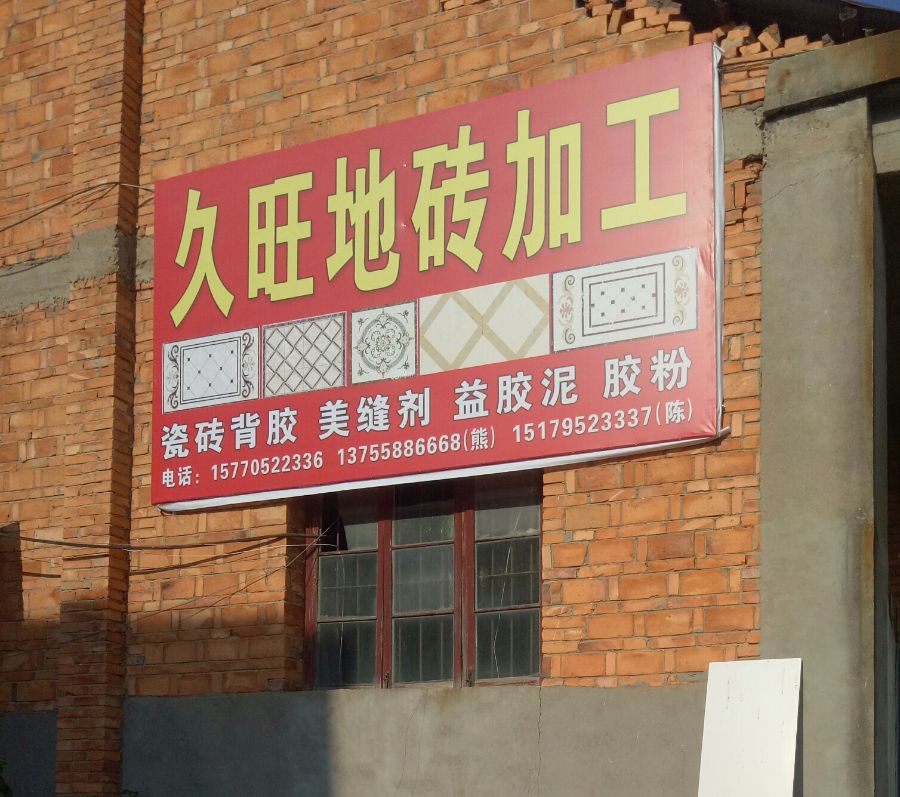 久旺地砖加工
瓷砖背胶 美缝剂 益胶泥 胶粉
电话：15770522336 13755886668(熊) 15179523337(陈)